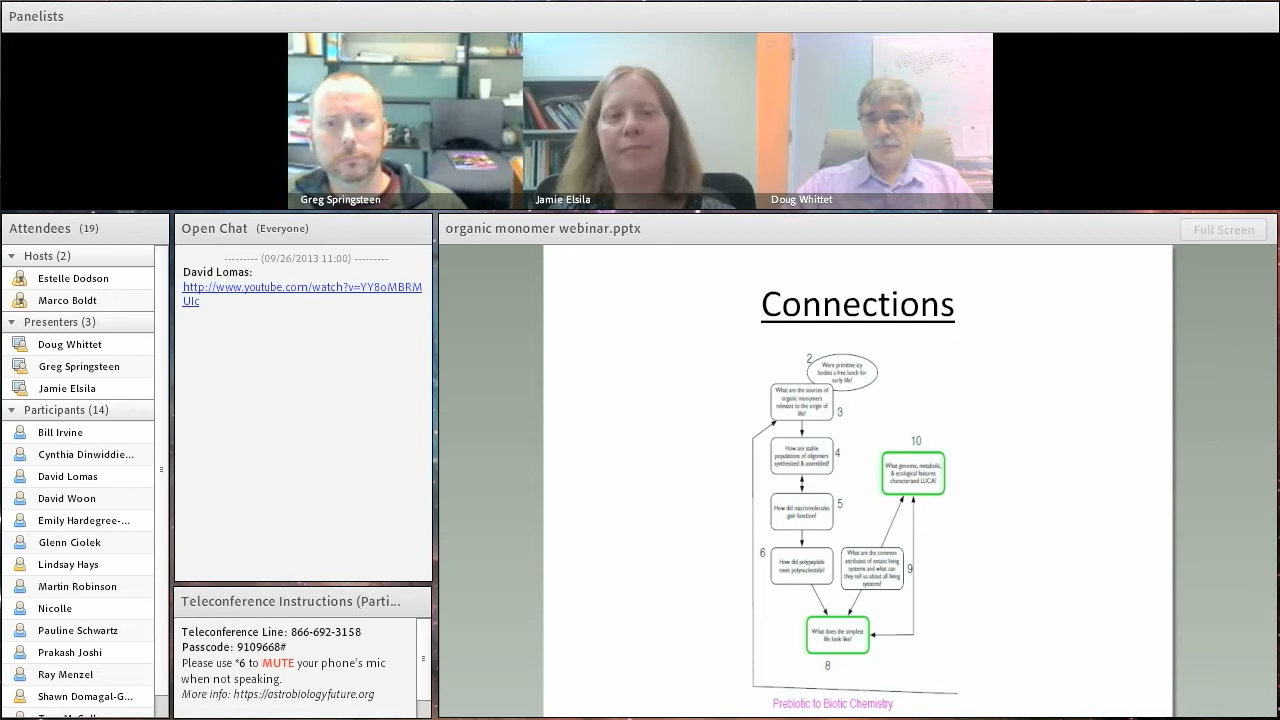 Panelists
Greg Springsteen
Jamie Elsila
Doug Whittet
Attendees (19)
Hosts (2)
Estelle Dodson
Marco Boldt
Presenters (3)
Doug Whittet
Greg Springsteen
Jamie Elsila
Participants (14)
Bill Irvine
David Lomas
David Woon
Glenn Ciolek
Lindsay Hays
Martin Rahm
Nicolle
Pauline Schwartz
Prakash Joshi
Ray Menzel
Shawn Domagal-G...
Open Chat (Everyone)
--------- (09/26/2013 11:00) ---------
David Lomas:
http://www.youtube.com/watch?v=YY8oMBRM
UIc
Teleconference Instructions (Parti...
Teleconference Line: 866-692-3158
Passcode: 9109668#
Please use *6 to MUTE your phone's mic
when not speaking.
More info: https://astrobiologyfuture.org
organic monomer webinar.pptx
Full Screen
Connections
2
Were primitive icy
bodies a free lunch for
early life?
What are the sources of
organic monomers
relevant to the origin of
life?
3
How are stable
populations of oligomers
synthesized & assembled?
4
How did macromolecules
gain function?
5
6
How did polypeptide
meet polynucleotide?
10
What genomic, metabolic,
& ecological features
characterized LUCA?
What are the common
attributes of extant living
systems and what can
they tell us about all living
systems?
9
What does the simplest
life look like?
8
Prebiotic to Biotic Chemistry